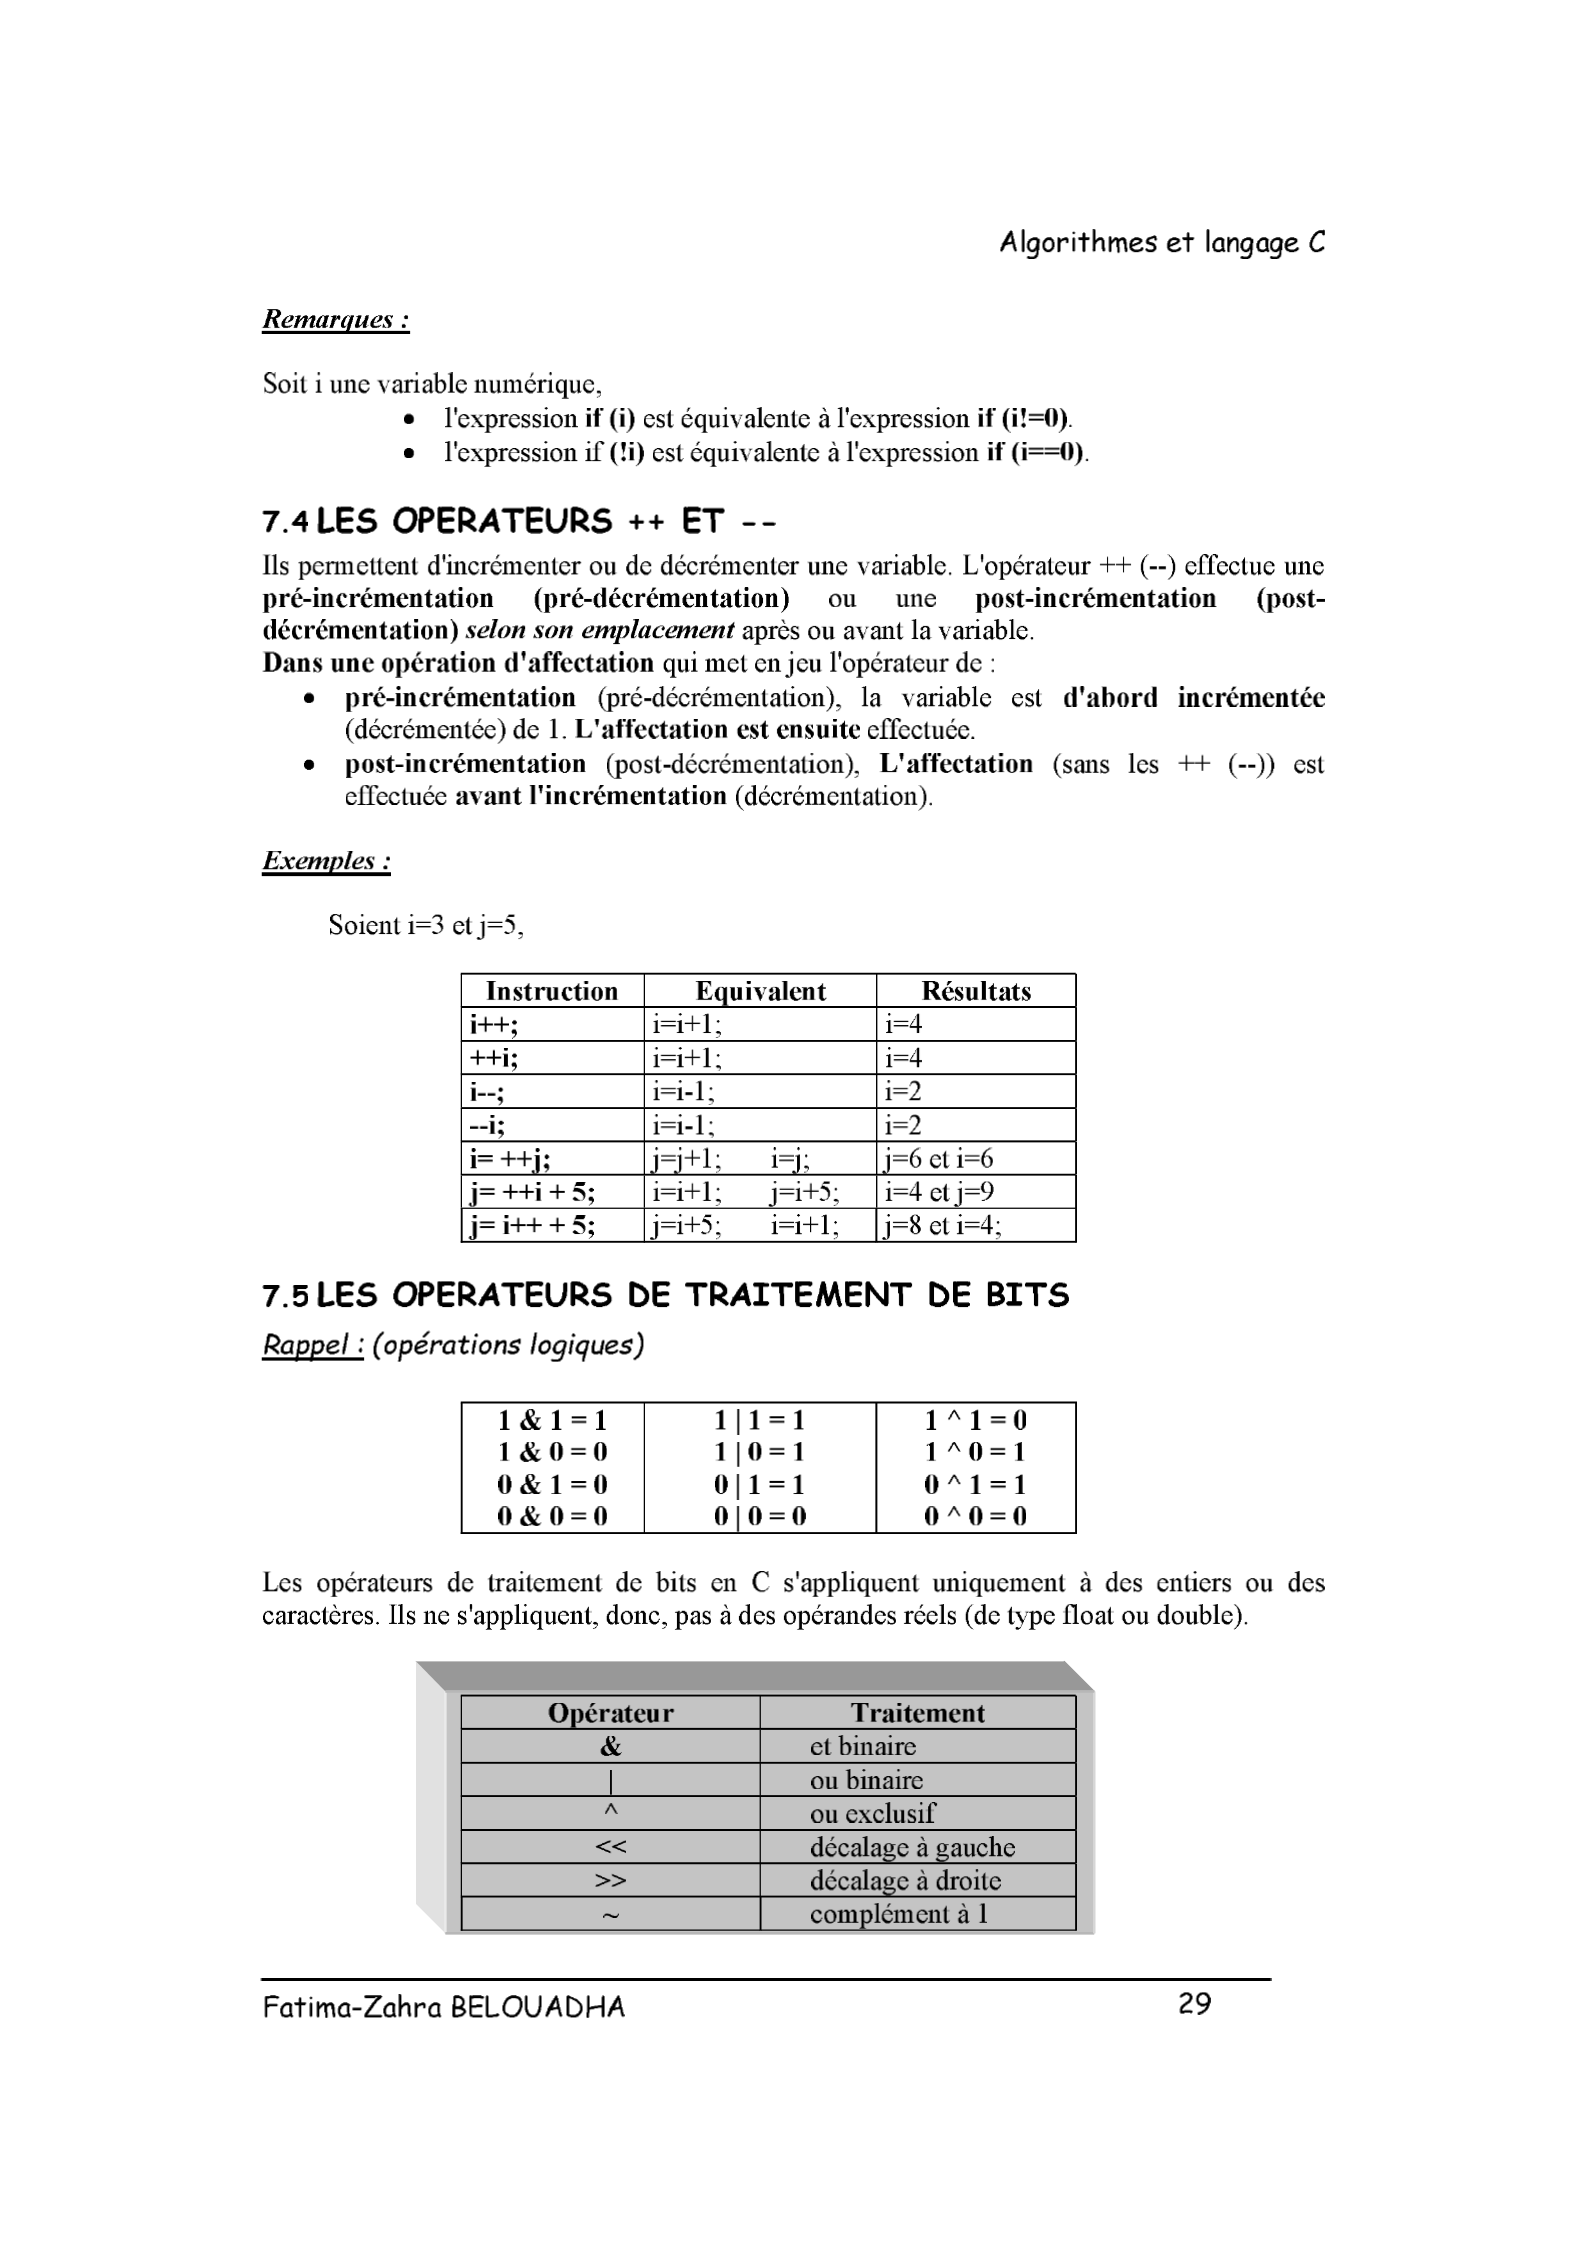 Algorithmes et langage C
Remarques :
Soit i une variable numérique,
• l'expression if (i) est équivalente à l'expression if (i!=0).
• l'expression if (!i) est équivalente à l'expression if (i==0).
7.4 LES OPERATEURS ++ ET --
Ils permettent d'incrémenter ou de décrémenter une variable. L'opérateur ++ (--) effectue une
pré-incrémentation (pré-décrémentation) ou une post-incrémentation (post-
décrémentation) selon son emplacement après ou avant la variable.
Dans une opération d'affectation qui met en jeu l'opérateur de :
• pré-incrémentation (pré-décrémentation), la variable est d'abord incrémentée
(décrémentée) de 1. L'affectation est ensuite effectuée.
• post-incrémentation (post-décrémentation), L'affectation (sans les ++ (--)) est
effectuée avant l'incrémentation (décrémentation).
Exemples :
Soient i=3 et j=5,
Instruction Equivalent Résultats
i++; i=i+1; i=4
++i; i=i+1; i=4
i--; i=i-1; i=2
--i; i=i-1; i=2
i= ++j; j=j+1; i=j; j=6 et i=6
j= ++i + 5; i=i+1; j=i+5; i=4 et j=9
j= i++ + 5; j=i+5; i=i+1; j=8 et i=4;
7.5 LES OPERATEURS DE TRAITEMENT DE BITS
Rappel : (opérations logiques)
1 & 1 = 1 1 | 1 = 1 1 ^ 1 = 0
1 & 0 = 0 1 | 0 = 1 1 ^ 0 = 1
0 & 1 = 0 0 | 1 = 1 0 ^ 1 = 1
0 & 0 = 0 0 | 0 = 0 0 ^ 0 = 0
Les opérateurs de traitement de bits en C s'appliquent uniquement à des entiers ou des
caractères. Ils ne s'appliquent, donc, pas à des opérandes réels (de type float ou double).
Opérateur Traitement
& et binaire
| ou binaire
^ ou exclusif
<< décalage à gauche
>> décalage à droite
~ complément à 1
Fatima-Zahra BELOUADHA 29